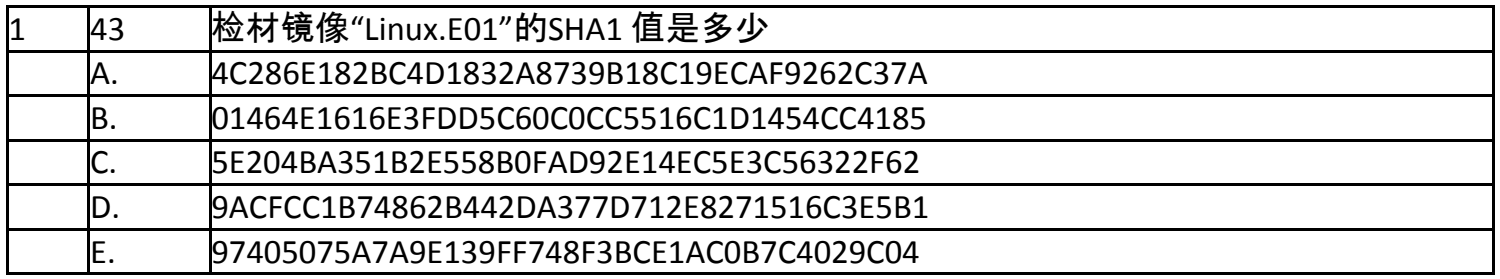 1 43 检材镜像“Linux.E01”的SHA1 值是多少
A. 4C286E182BC4D1832A8739B18C19ECAF9262C37A
B. 01464E1616E3FDD5C60C0CC5516C1D1454CC4185
C. 5E204BA351B2E558B0FAD92E14EC5E3C56322F62
D. 9ACFCC1B74862B442DA377D712E8271516C3E5B1
E. 97405075A7A9E139FF748F3BCE1AC0B7C4029C04